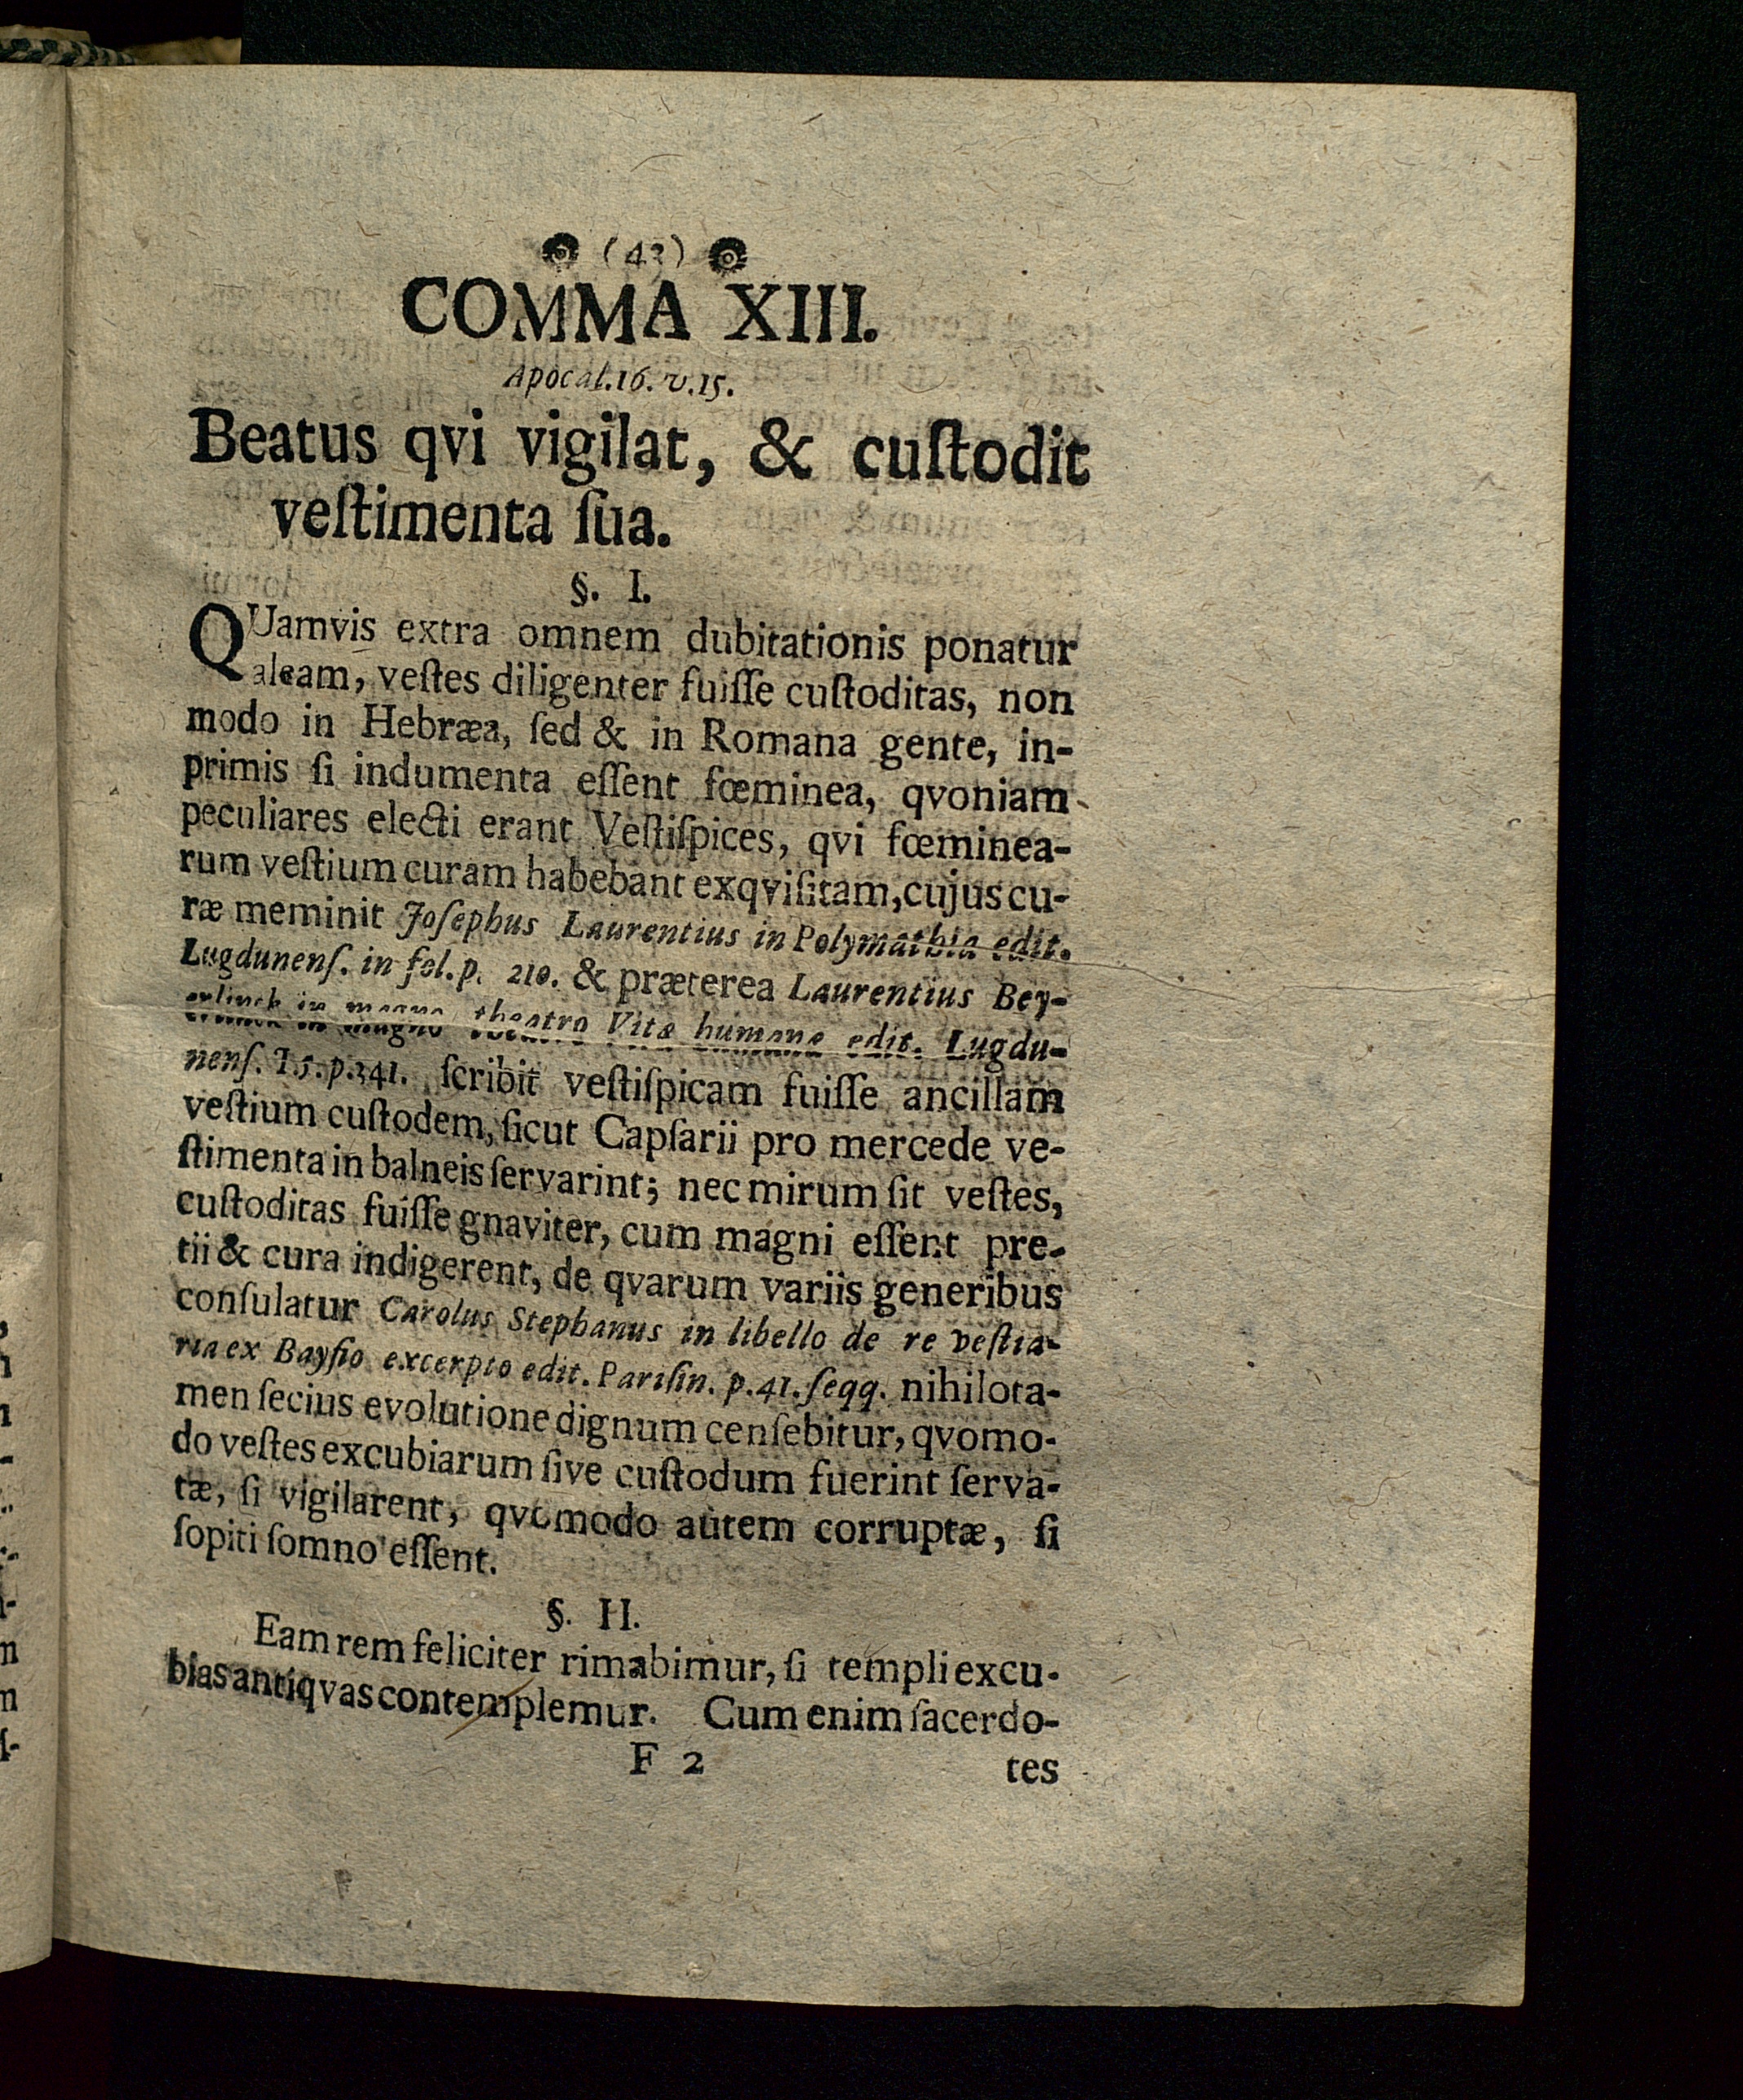 (43)
COMMA XIII.
Apocal.16.v.15.
Beatus qvi vigilat, & cuſtodit
veſtimenta ſua.
§. I.
QUamvis extra omnem dubitationis ponatur
aleam, veſtes diligenter fuiſſe cuſtoditas, non
modo in Hebræa, ſed & in Romana gente, in-
primis ſi indumenta eſſent fœminea, qvoniam
peculiares electi erant Veſtiſpices, qvi fœminea-
rum veſtium curam habebant exqviſitam, cujus cu-
ræ meminit Joſephus Laurentius in Polymathia edit.
Lugdunenſ. in fol. p. 210. & præterea Laurentius Bey-
erlinck in magno theatro Vitæ humanæ edit. Lugdu-
nenſ. T.5. p.341. ſcribit veſtiſpicam fuiſſe ancillam
veſtium cuſtodem, ſicut Capſarii pro mercede ve-
ſtimenta in balneis ſervarint; nec mirum ſit veſtes,
cuſtoditas fuiſſe gnaviter, cum magni eſſent pre-
tii & cura indigerent, de qvarum variis generibus
conſulatur Carolus Stephanus in libello de re veſtia-
ria ex Bayſio excerpto edit. Pariſin. p.41. ſeqq. nihilota-
men ſecius evolutione dignum cenſebitur, qvomo-
do veſtes excubiarum ſive cuſtodum fuerint ſerva-
tæ, ſi vigilarent, qvomodo autem corruptæ, ſi
ſopiti ſomno eſſent.
§. II.
Eam rem feliciter rimabimur, ſi templi excu-
bias antiqvas contemplemur. Cum enim ſacerdo-
F 2
tes